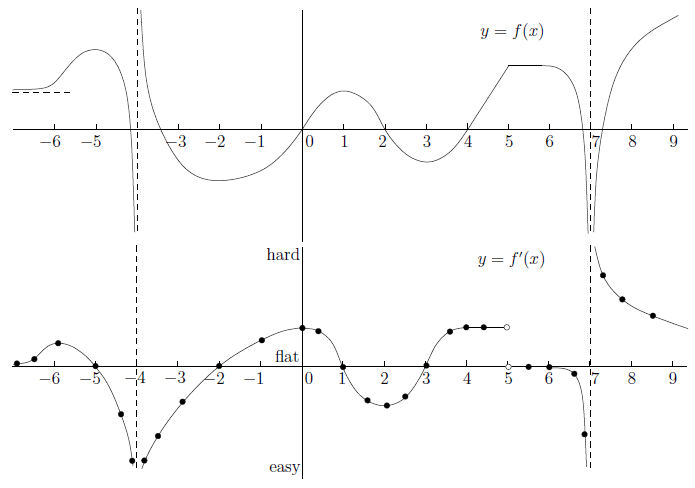 y = f(x)
−6 −5 −4 −3 −2 −1 0 1 2 3 4 5 6 7 8 9
hard
y = f′(x)
flat
−6 −5 −4 −3 −2 −1 0 1 2 3 4 5 6 7 8 9
easy